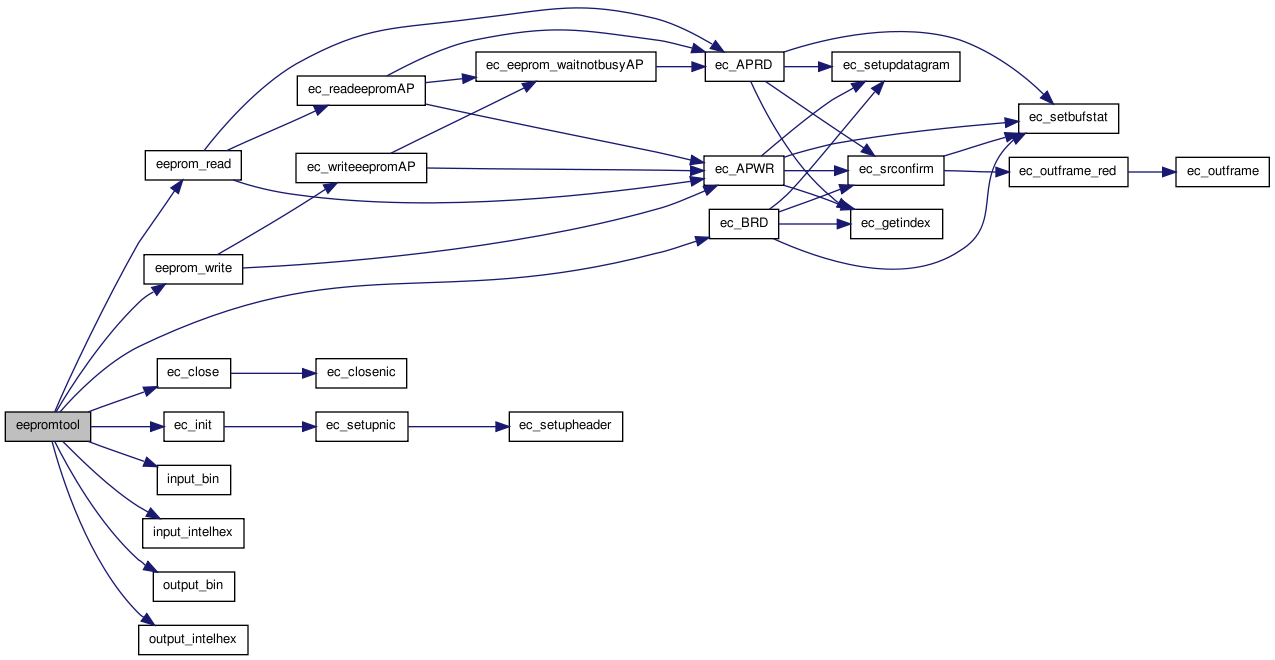 ec_eeprom_waitnotbusyAP
ec_APRD
ec_setupdatagram
ec_readeepromAP
ec_setbufstat
eeprom_read
ec_writeeepromAP
ec_APWR
ec_srconfirm
ec_outframe_red
ec_outframe
ec_BRD
ec_getindex
eeprom_write
ec_close
ec_closenic
eepromtool
ec_init
ec_setupnic
ec_setupheader
input_bin
input_intelhex
output_bin
output_intelhex